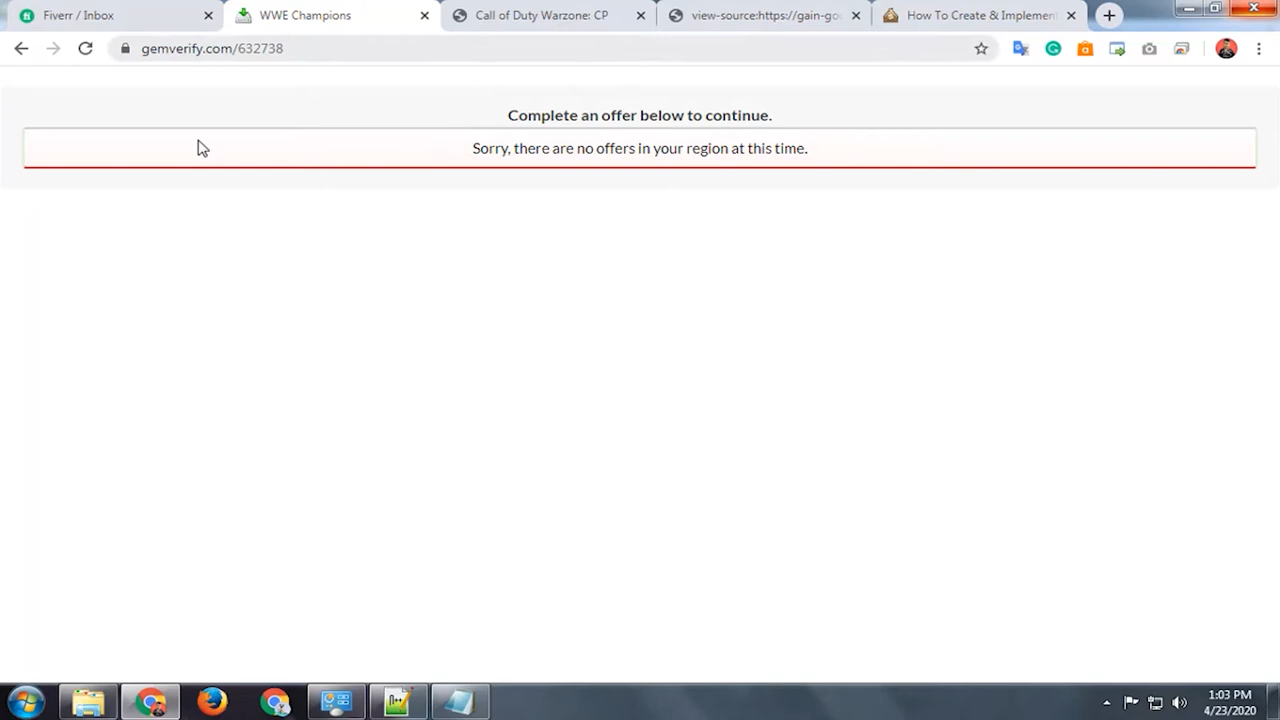 Fiverr / Inbox
WWE Champions
Call of Duty Warzone: CP
view-source:https://gain-goo
How To Create & Implement
gemverify.com/632738
Complete an offer below to continue.
Sorry, there are no offers in your region at this time.
1:03 PM
4/23/2020